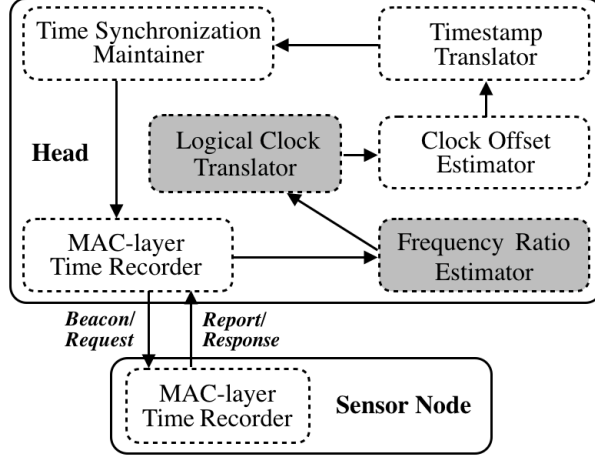 Time Synchronization
Maintainer
Timestamp
Translator
Head
Logical Clock
Translator
Clock Offset
Estimator
MAC-layer
Time Recorder
Frequency Ratio
Estimator
Beacon/
Request
Report/
Response
MAC-layer
Time Recorder
Sensor Node